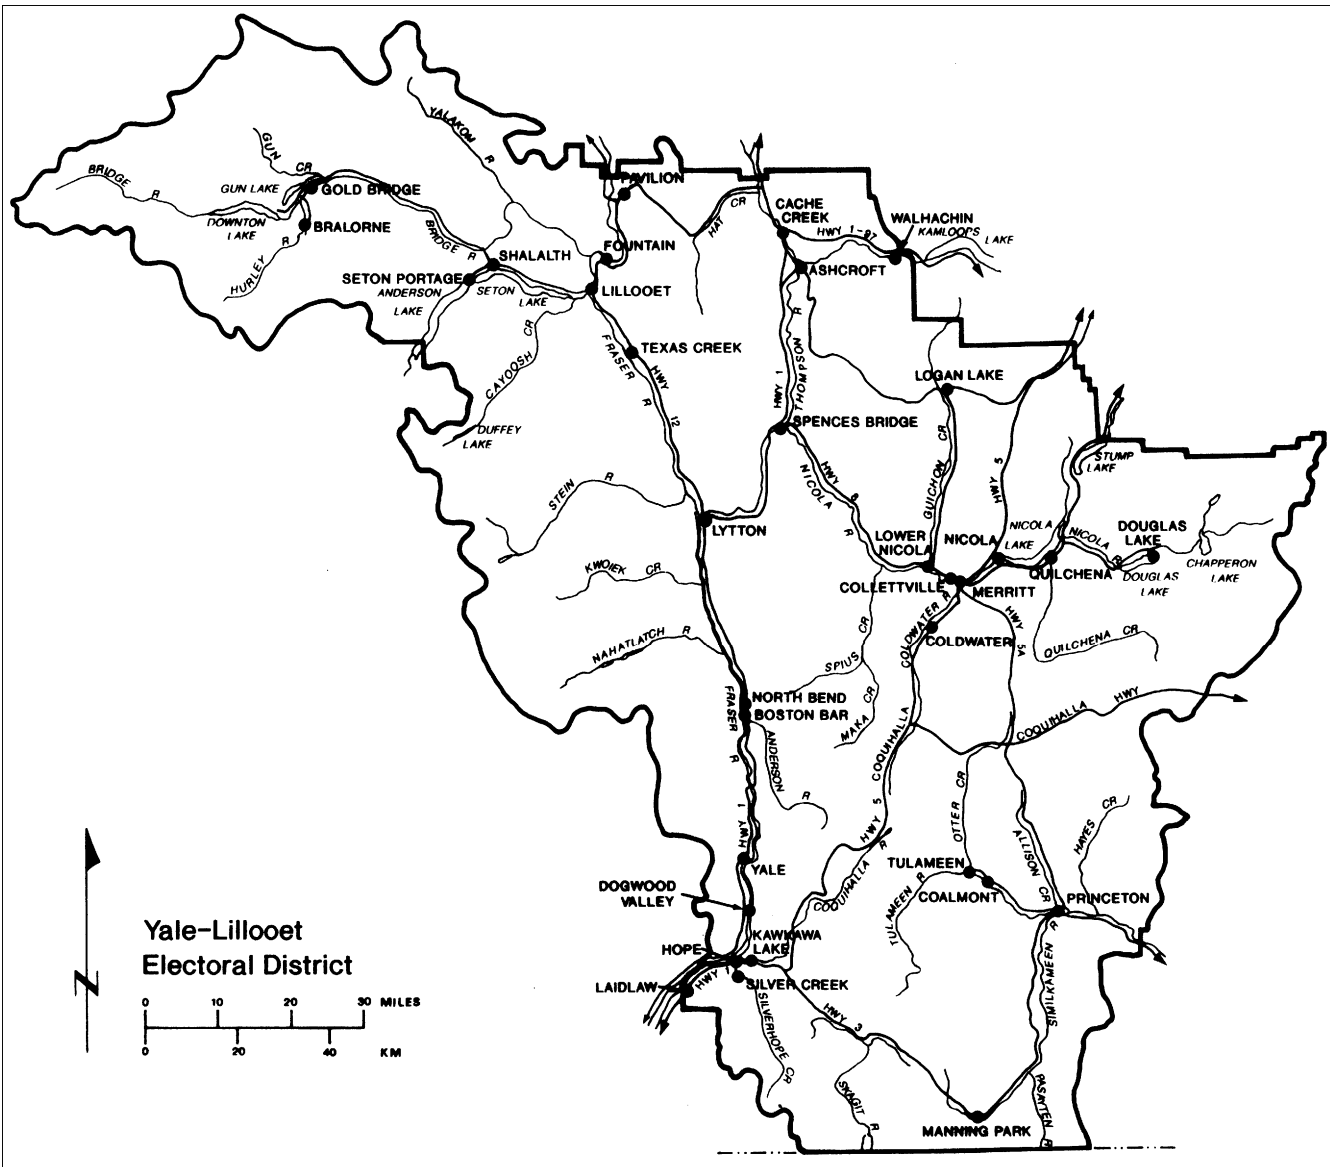 YALAKOM R
GUN CR
BRIDGE R
GUN LAKE
GOLD BRIDGE
DOWNTON
LAKE
BRALORNE
HURLEY R
BRIDGE R
SHALALTH
SETON PORTAGE
ANDERSON
LAKE
SETON LAKE
PAVILION
FOUNTAIN
LILLOOET
HAT CR
CACHE
CREEK
HWY 1-97
WALHACHIN
KAMLOOPS LAKE
ASHCROFT
CAYOOSH CR
DUFFEY
LAKE
TEXAS CREEK
FRASER R
HWY 12
HWY 1
THOMPSON R
LOGAN LAKE
SPENCES BRIDGE
HWY 8
NICOLA R
GUICHON CR
HWY 5
STUMP
LAKE
STEIN R
LYTTON
KWOIEK CR
NAHATLATCH R
LOWER
NICOLA
NICOLA
NICOLA
LAKE
NICOLA R
DOUGLAS
LAKE
CHAPPERON
LAKE
QUILCHENA
DOUGLAS
LAKE
COLLETTVILLE
MERRITT
COLDWATER R
COLDWATER
HWY 5A
QUILCHENA CR
SPIUS CR
MAKA CR
NORTH BEND
BOSTON BAR
FRASER R
ANDERSON R
HWY 1
COQUIHALLA
HWY 5
COQUIHALLA HWY
OTTER CR
ALLISON CR
HAYES CR
YALE
DOGWOOD
VALLEY
COQUIHALLA R
TULAMEEN
COALMONT
TULAMEEN R
PRINCETON
HOPE
KAWKAWA
LAKE
LAIDLAW
HWY
SILVER CREEK
SILVERHOPE CR
HWY 3
SIMILKAMEEN R
SKAGIT R
PASAYTEN R
MANNING PARK
N
Yale-Lillooet
Electoral District
0 10 20 30 MILES
0 20 40 KM